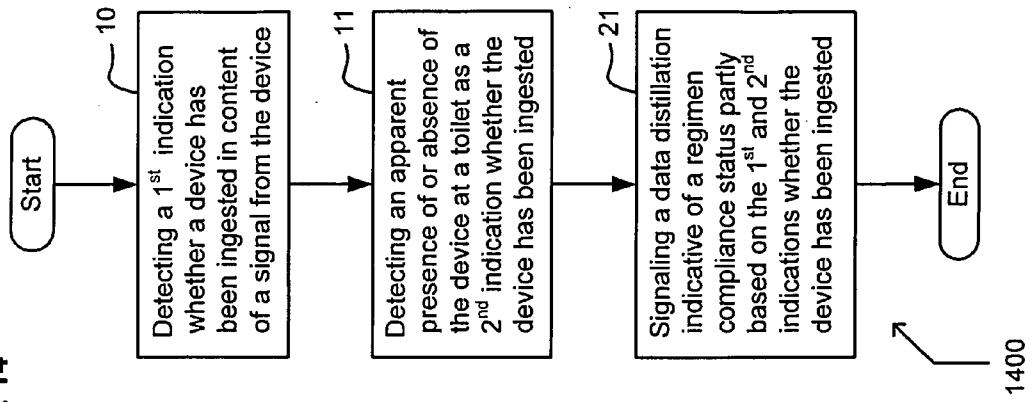 14
Start
10
Detecting a 1st indication
whether a device has
been ingested in content
of a signal from the device
11
Detecting an apparent
presence of or absence of
the device at a toilet as a
2nd indication whether the
device has been ingested
21
Signaling a data distillation
indicative of a regimen
compliance status partly
based on the 1st and 2nd
indications whether the
device has been ingested
End
1400